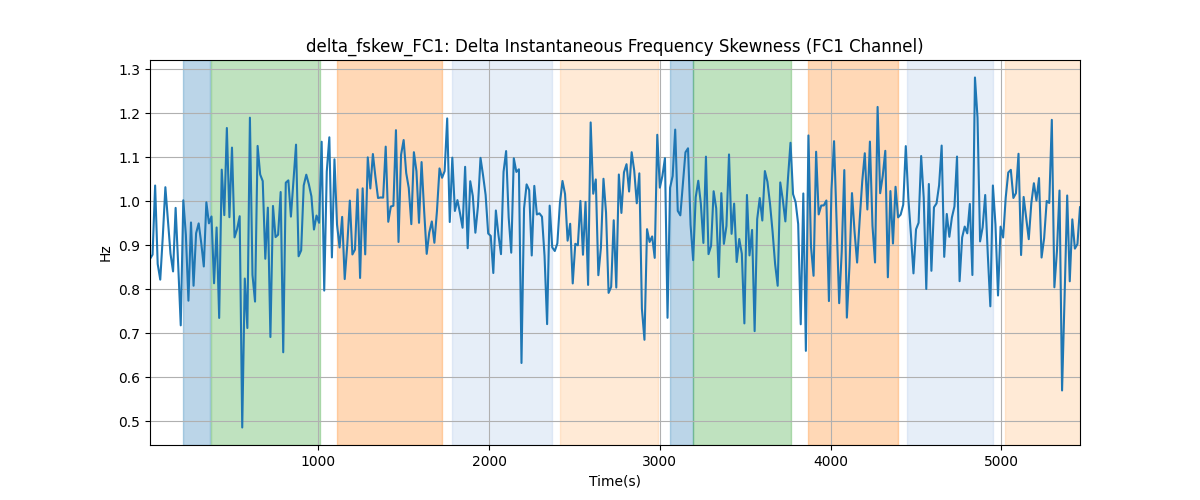 delta_fskew_FC1: Delta Instantaneous Frequency Skewness (FC1 Channel)
1.3
1.2
1.1
1.0
0.9
0.8
0.7
0.6
0.5
Hz
1000 2000 3000 4000 5000
Time(s)